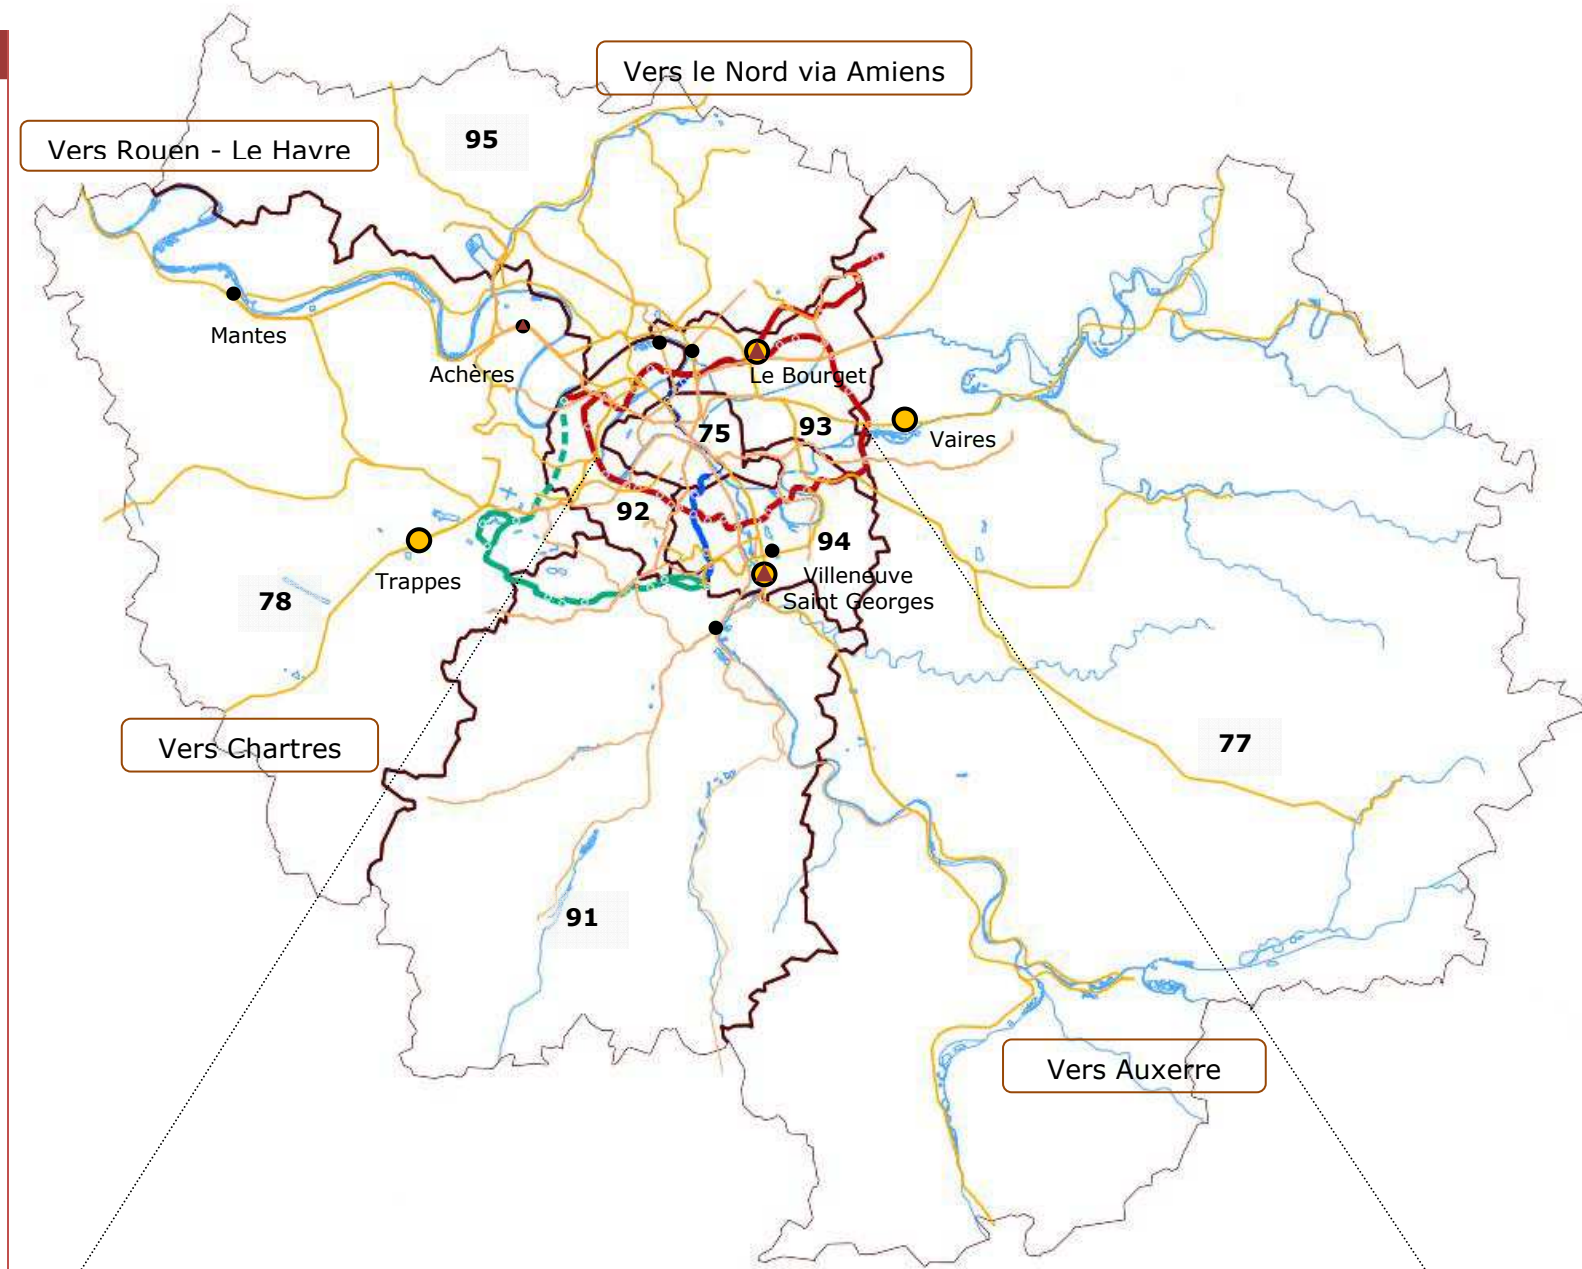 Vers le Nord via Amiens
95
Vers Rouen - Le Havre
Mantes
Achères
Le Bourget
75
93
Vaires
92
94
Trappes
Villeneuve
Saint Georges
78
Vers Chartres
77
91
Vers Auxerre